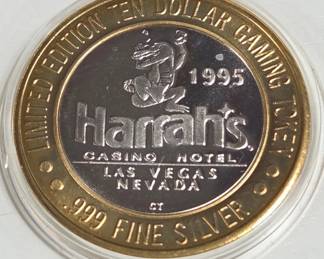 LIMITED EDITION TEN DOLLAR GAMING TOKEN
1995
Harrah's
CASINO HOTEL
LAS VEGAS
NEVADA
CT
.999 FINE SILVER